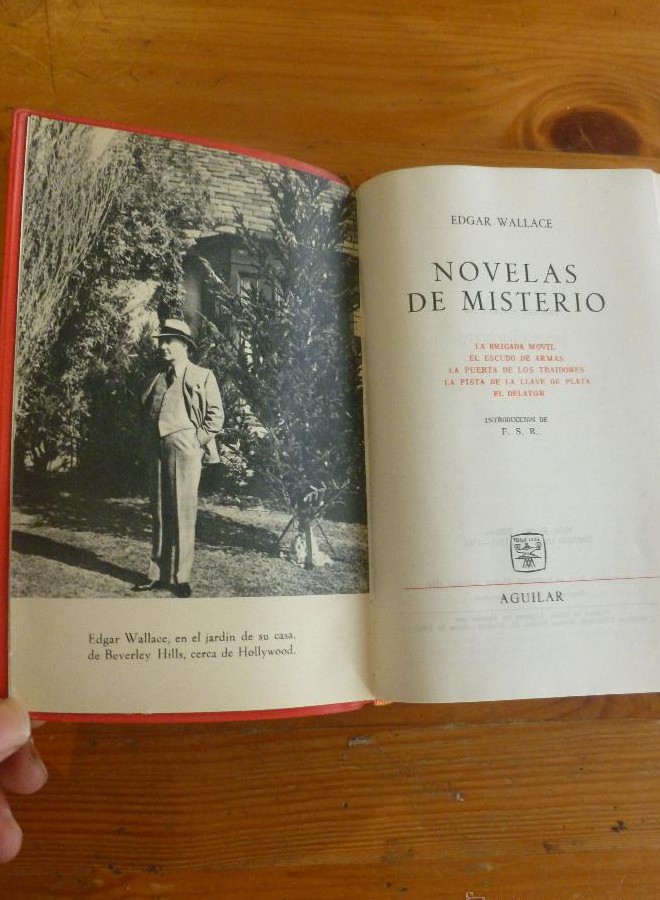 Edgar Wallace, en el jardín de su casa,
de Beverley Hills, cerca de Hollywood.
EDGAR WALLACE
NOVELAS
DE MISTERIO
LA BRIGADA MOVIL
EL ESCUDO DE ARMAS
LA PUERTA DE LOS TRAIDORES
LA PISTA DE LA LLAVE DE PLATA
EL DELATOR
INTRODUCCION DE
F. S. R.
AGUILAR